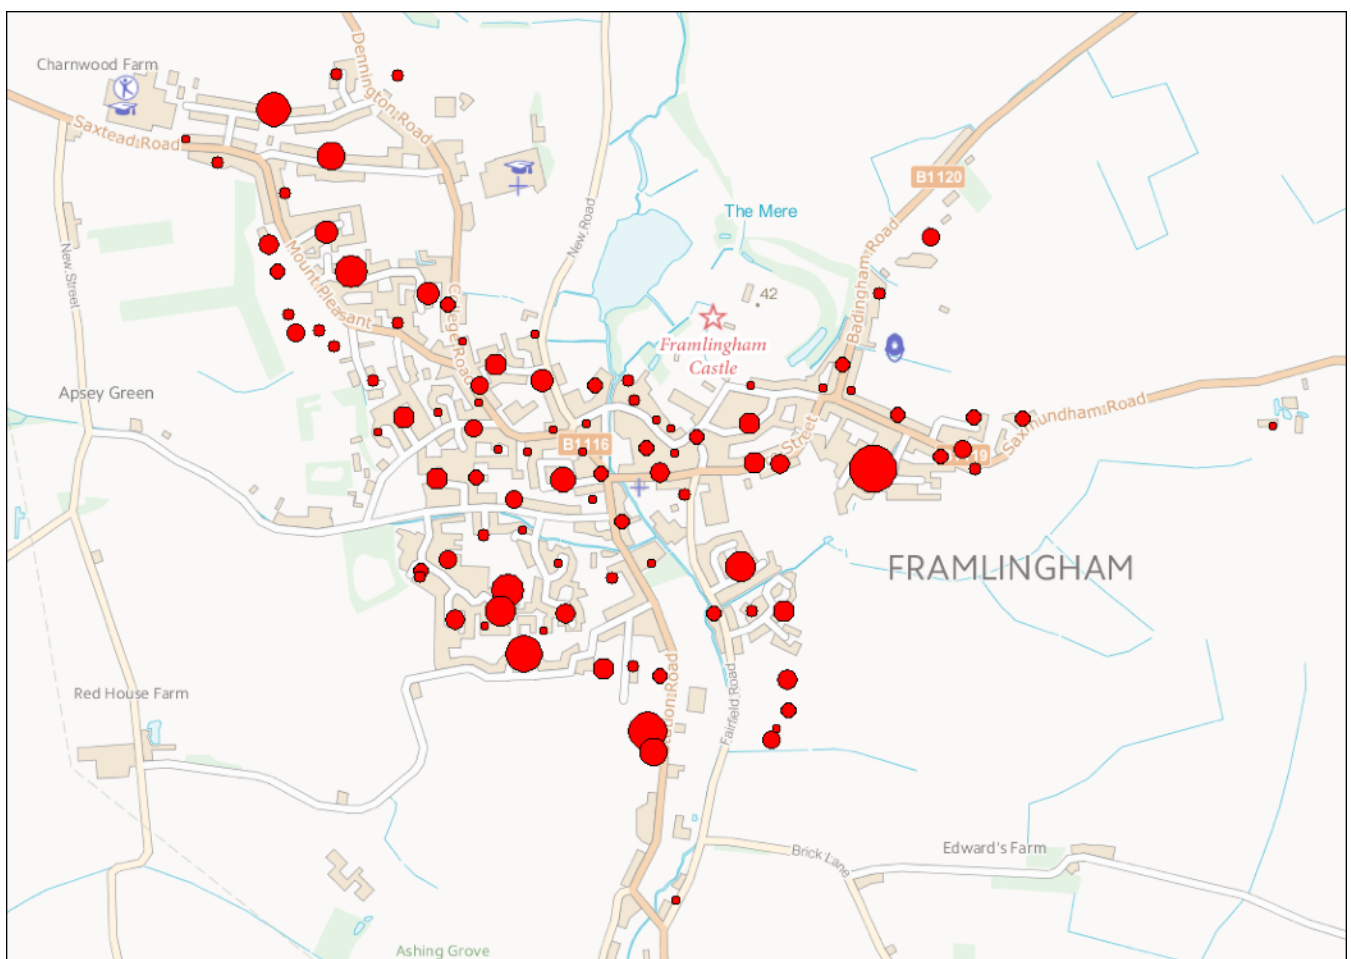 Charnwood Farm
Dennington Road
Saxtead Road
B1120
The Mere
New Road
New Street
Mount Pleasant
College Road
Badingham Road
42
Framlingham
Castle
Apsey Green
Saxmundham Road
Street
B1116
19
FRAMLINGHAM
Red House Farm
Fairfield Road
Road
Brick Lane
Edward's Farm
Ashing Grove